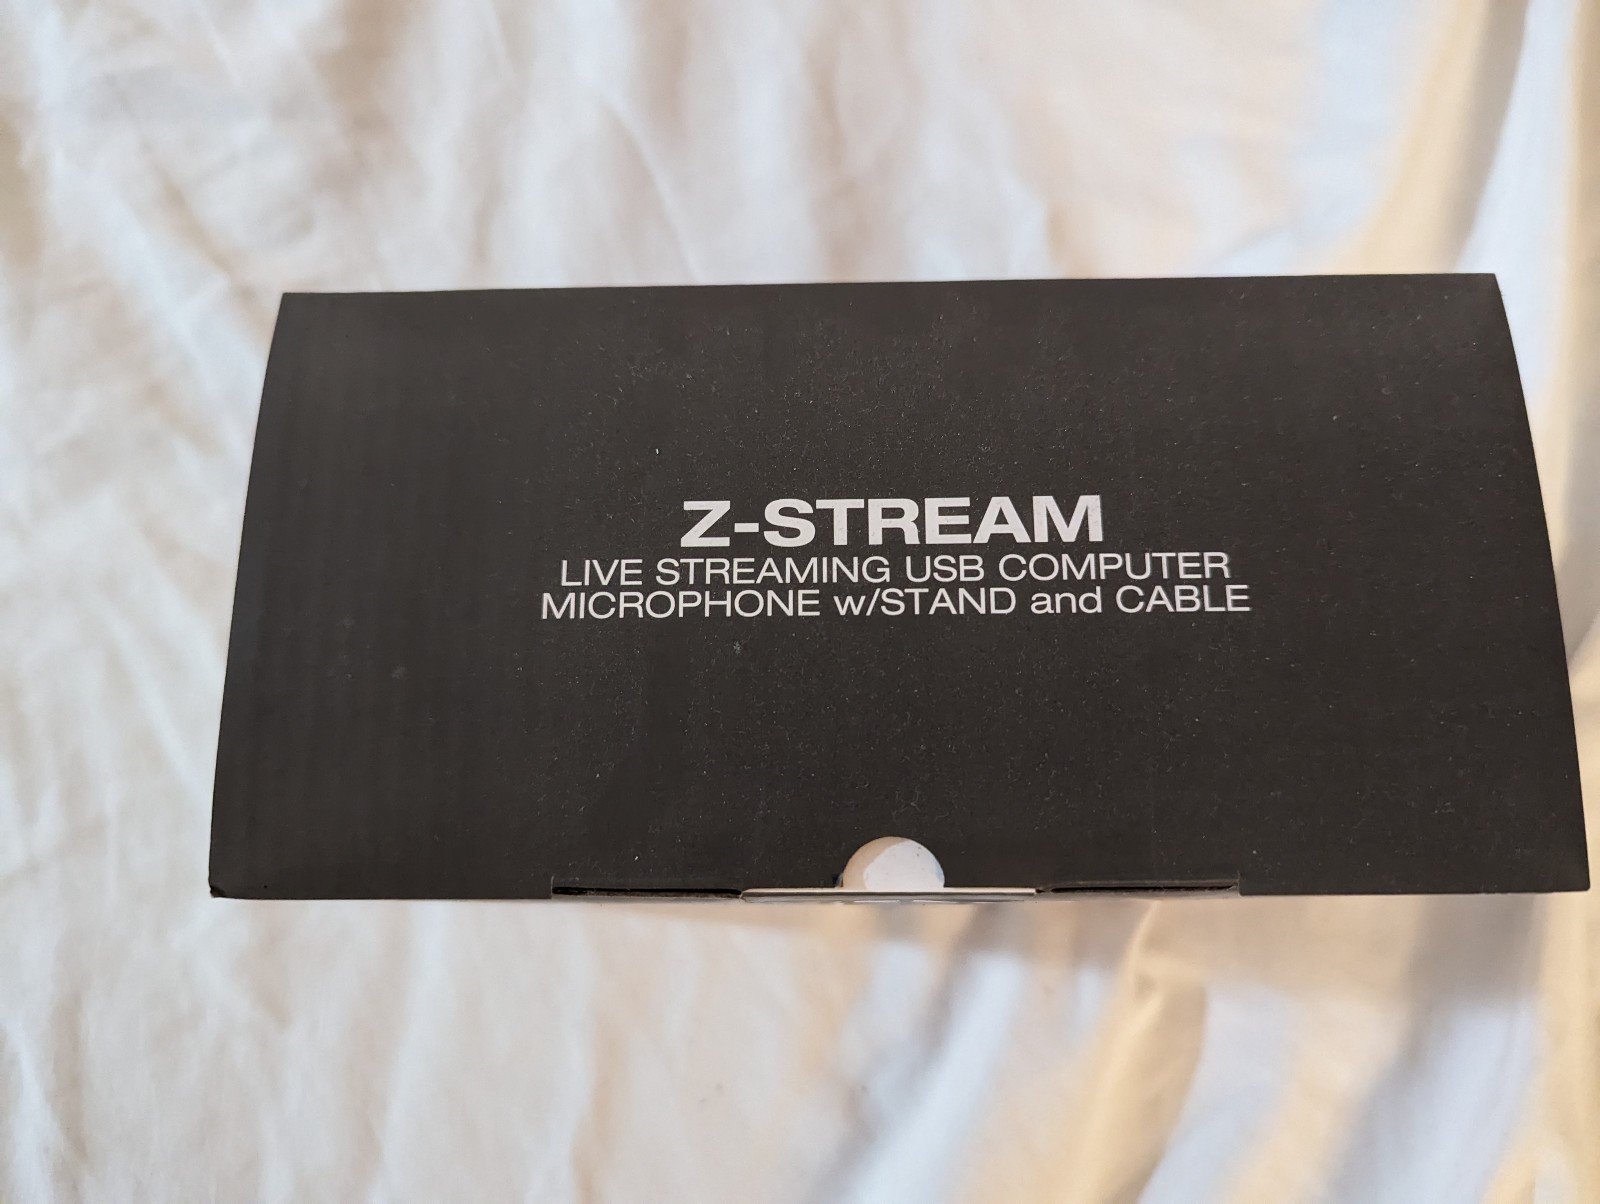 Z-STREAM
LIVE STREAMING USB COMPUTER
MICROPHONE w/STAND and CABLE